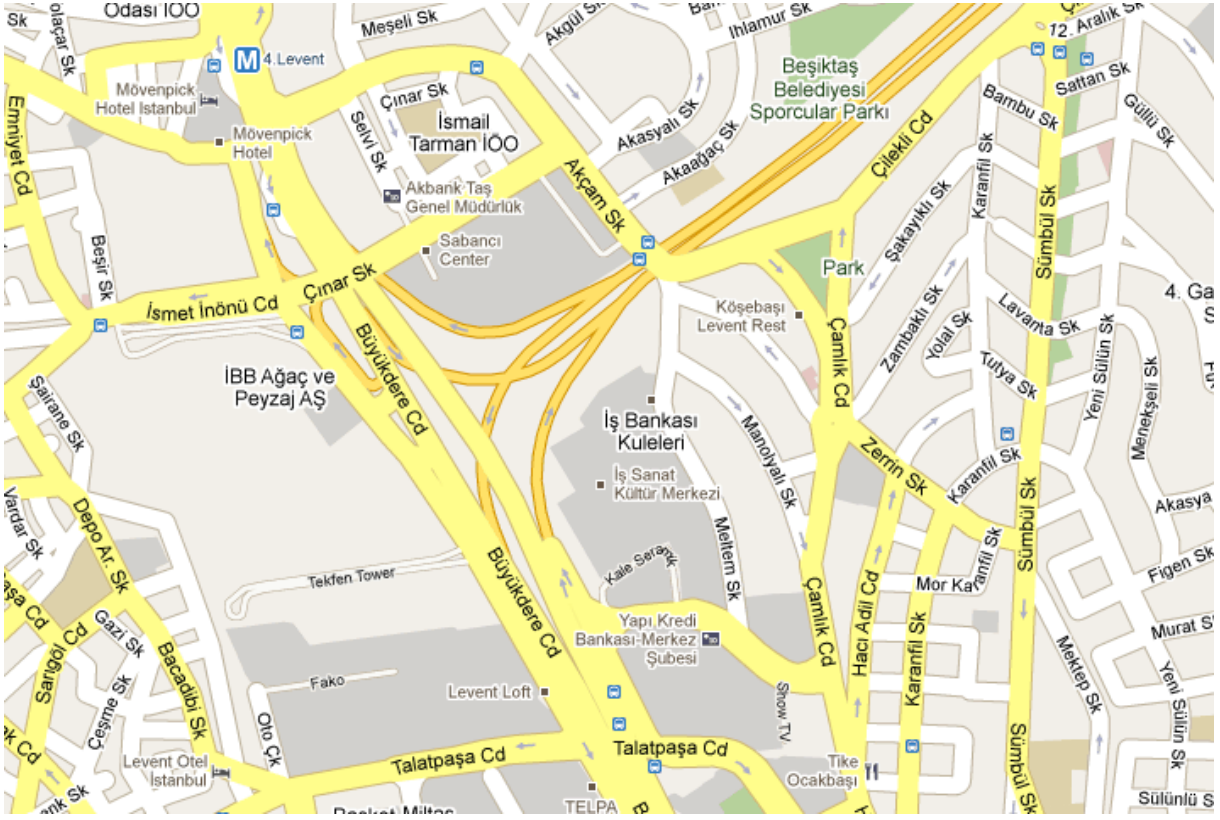 Odası İÖO
Meşeli Sk
Akgül Sk
Ihlamur Sk
12. Aralık Sk
Sk
M
4.Levent
Mövenpick
Hotel Istanbul
Mövenpick
Hotel
Emniyet Cd
Çınar Sk
Selvi Sk
İsmail
Tarman İÖO
Akasyalı Sk
Akaağaç Sk
Beşiktaş
Belediyesi
Sporcular Parkı
Çilekli Cd
Bambu Sk
Sattan Sk
Güllü Sk
Karanfil Sk
Sümbül Sk
Akbank Taş
Genel Müdürlük
Akçam Sk
Sabancı
Center
Beşir Sk
Çınar Sk
İsmet İnönü Cd
Park
Şakayıklı Sk
Zambaklı Sk
Yolal Sk
Lavanta Sk
Tutya Sk
Yeni Sülün Sk
Menekşeli Sk
4. Ga
Köşebaşı
Levent Rest
Çamlık Cd
Büyükdere Cd
İBB Ağaç ve
Peyzaj AŞ
Şairane Sk
İş Bankası
Kuleleri
Manolyalı Sk
İş Sanat
Kültür Merkezi
Zerrin Sk
Karanfil Sk
Sümbül Sk
Akasya
Vardar Sk
Depo Ar. Sk
Meltem Sk
Büyükdere Cd
Tekfen Tower
Kale Seramik
Çamlık Cd
Hacı Adil Cd
Mor Ka
ranfil Sk
Karanfil Sk
Figen Sk
Murat S
Mektep Sk
Yeni Sülün Sk
aşa Cd
Gazi Sk
Sarıgöl Cd
Bacadibi Sk
Çeşme Sk
Yapı Kredi
Bankası-Merkez
Şubesi
Fako
Levent Loft
Show TV
Oto Çk
Talatpaşa Cd
Talatpaşa Cd
Sümbül Sk
Levent Otel
İstanbul
Tike
Ocakbaşı
TELPA
Sülünlü S